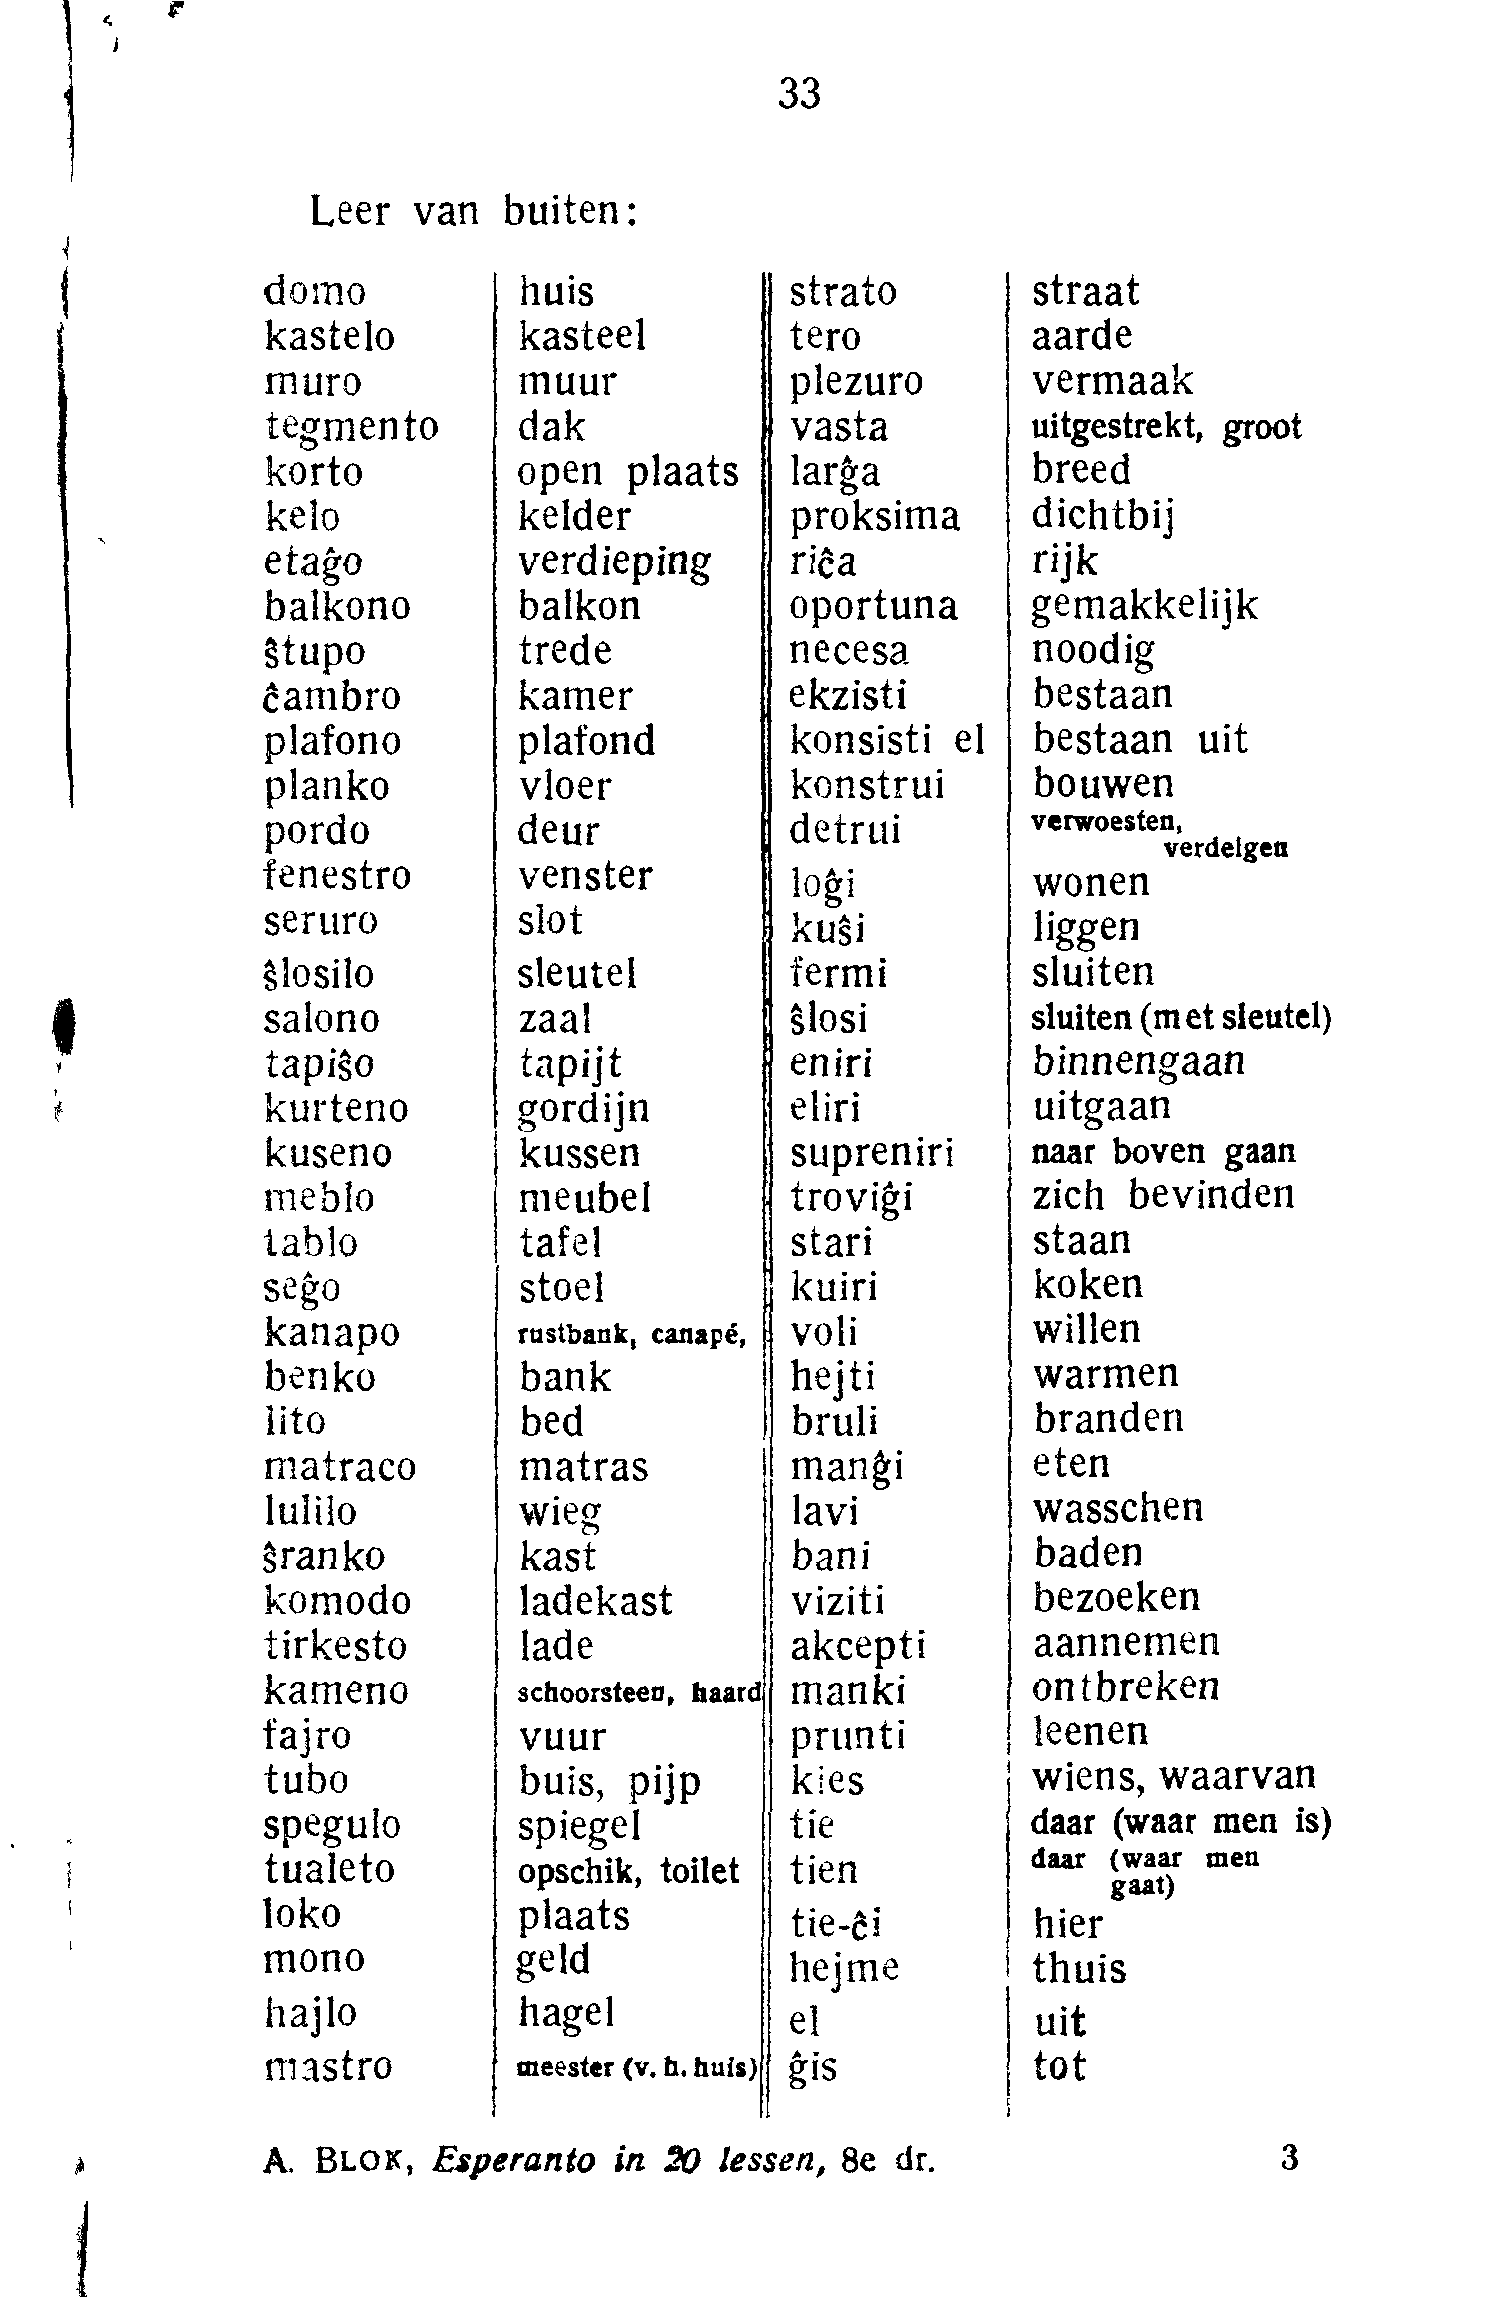 33
Leer van buiten:
domo huis strato straat
kastelo kasteel tero aarde
muro muur plezuro vermaak
tegmento dak vasta uitgestrekt, groot
korto open plaats larĝa breed
kelo kelder proksima dichtbij
etaĝo verdieping riĉa rijk
balkono balkon oportuna gemakkelijk
ŝtupo trede necesa noodig
ĉambro kamer ekzisti bestaan
plafono plafond konsisti el bestaan uit
planko vloer konstrui bouwen
pordo deur detrui verwoesten,
verdelgen
fenestro venster loĝi wonen
seruro slot kuŝi liggen
ŝlosilo sleutel fermi sluiten
salono zaal ŝlosi sluiten (met sleutel)
tapiŝo tapijt eniri binnengaan
kurteno gordijn eliri uitgaan
kuseno kussen supreniri naar boven gaan
meblo meubel troviĝi zich bevinden
tablo tafel stari staan
seĝo stoel kuiri koken
kanapo rustbank, canapé, voli willen
benko bank hejti warmen
lito bed bruli branden
matraco matras manĝi eten
lulilo wieg lavi wasschen
ŝranko kast bani baden
komodo ladekast viziti bezoeken
tirkesto lade akcepti aannemen
kameno schoorsteen, haard manki ontbreken
fajro vuur prunti leenen
tubo buis, pijp kies wiens, waarvan
spegulo spiegel tie daar (waar men is)
tualeto opschik, toilet tien daar (waar men
gaat)
loko plaats tie-ĉi hier
mono geld hejme thuis
hajlo hagel el uit
mastro meester (v. h. huis) ĝis tot
A. BLOK, Esperanto in 20 lessen, 8e dr. 3